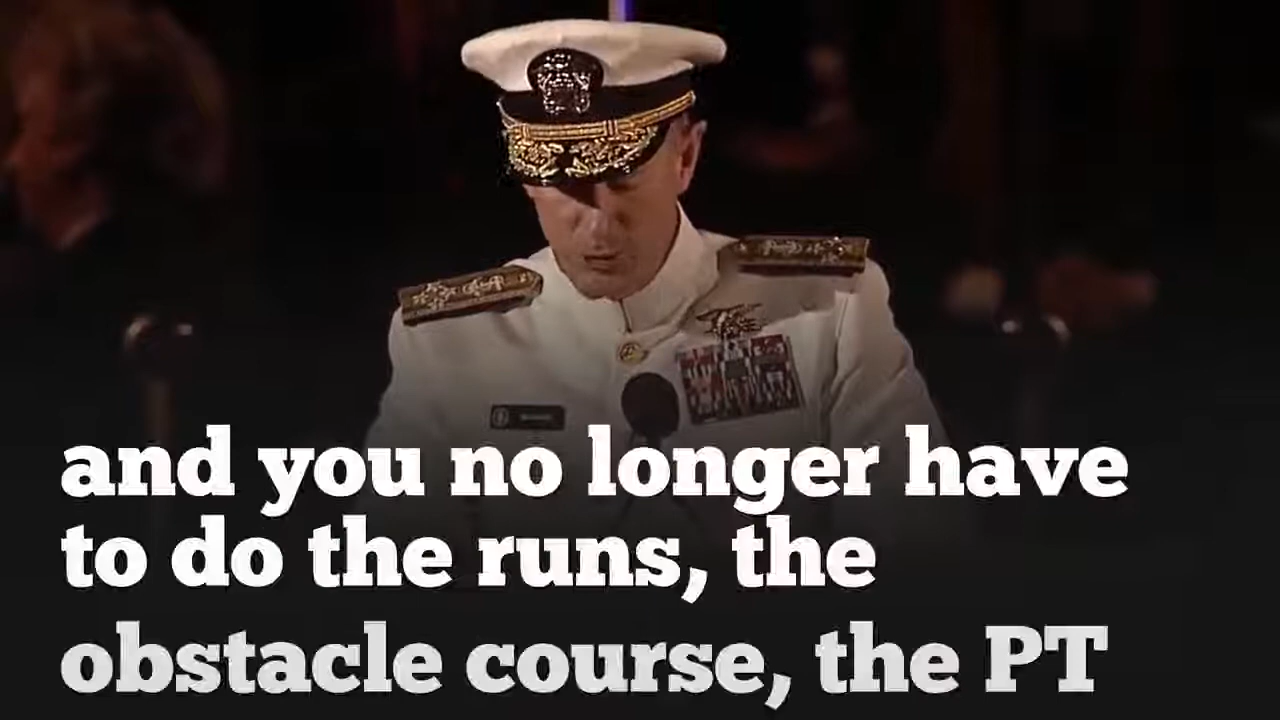 and you no longer have
to do the runs, the
obstacle course, the PT